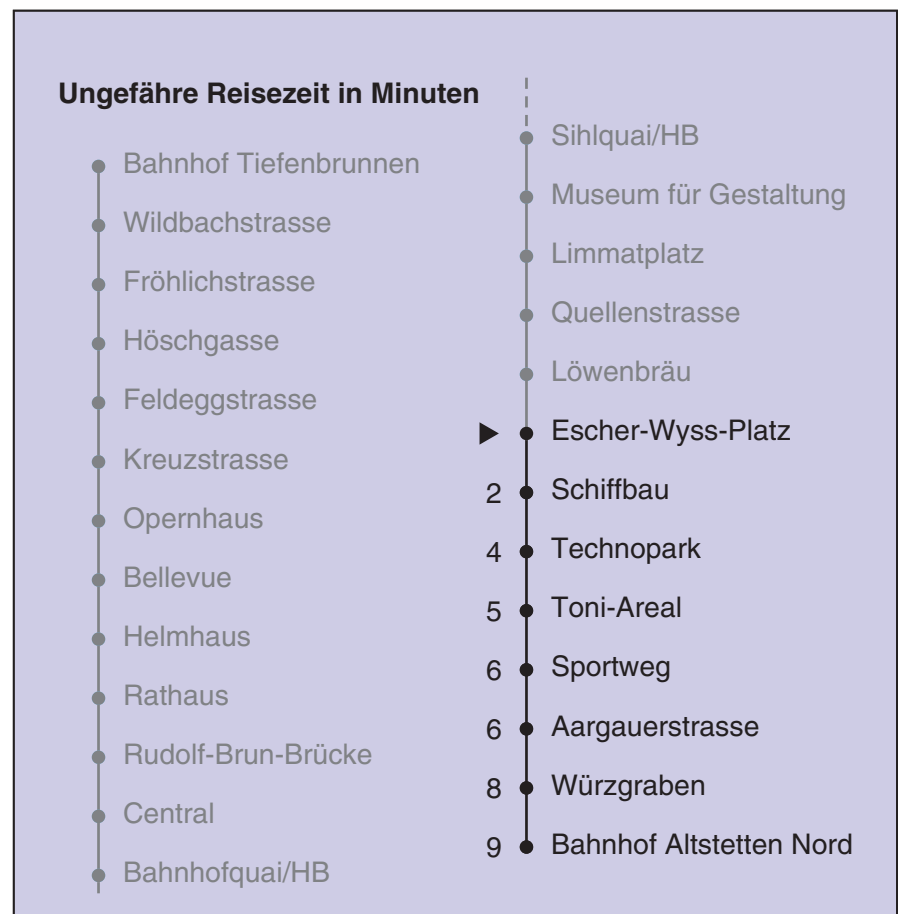 Ungefähre Reisezeit in Minuten
Bahnhof Tiefenbrunnen
Wildbachstrasse
Fröhlichstrasse
Höschgasse
Feldeggstrasse
Kreuzstrasse
Opernhaus
Bellevue
Helmhaus
Rathaus
Rudolf-Brun-Brücke
Central
Bahnhofquai/HB
Sihlquai/HB
Museum für Gestaltung
Limmatplatz
Quellenstrasse
Löwenbräu
Escher-Wyss-Platz
2 Schiffbau
4 Technopark
5 Toni-Areal
6 Sportweg
6 Aargauerstrasse
8 Würzgraben
9 Bahnhof Altstetten Nord